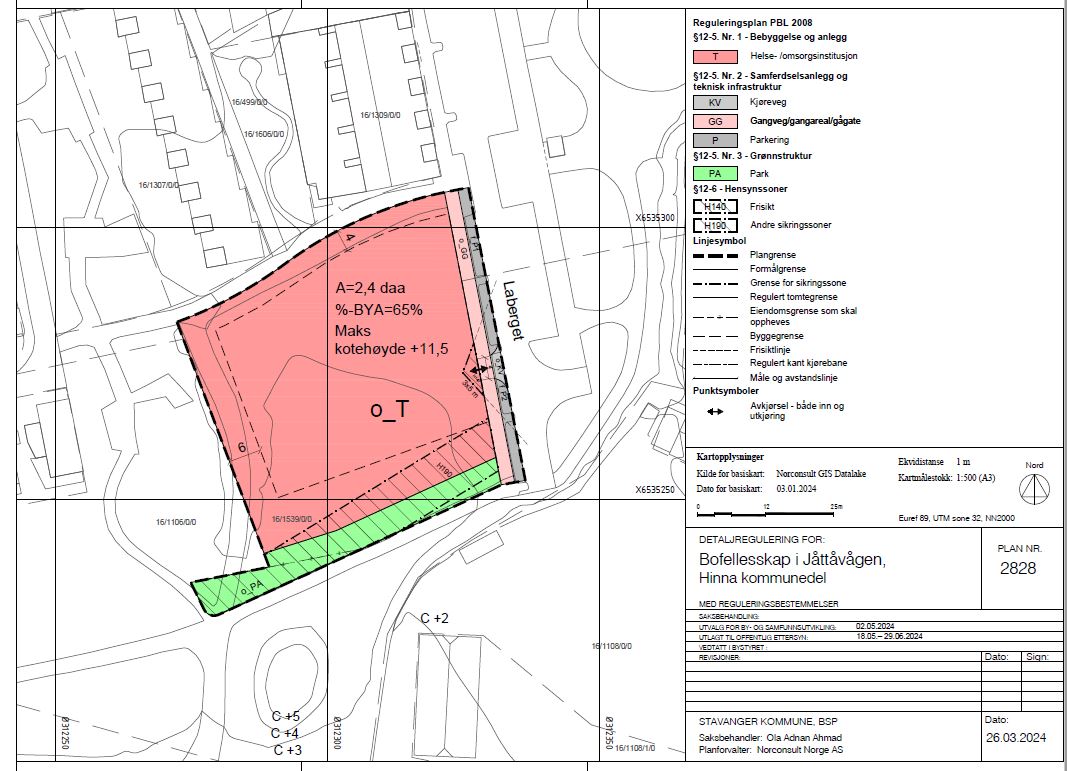 16/499/0/0
16/1309/0/0
16/1606/0/0
16/1307/0/0
X6535300
4
o_GG
A=2,4 daa
%-BYA=65%
Maks
kotehøyde +11,5
Laberget
3x5 m
o_T
6
H190
X6535250
16/1106/0/0
16/1539/0/0
o_PA
C +2
16/1108/0/0
C +5
C +4
C +3
Ø312250
Ø312300
Ø312350
16/1108/1/0
Reguleringsplan PBL 2008
§12-5. Nr. 1 - Bebyggelse og anlegg
T Helse- /omsorgsinstitusjon
§12-5. Nr. 2 - Samferdselsanlegg og
teknisk infrastruktur
KV Kjøreveg
GG Gangveg/gangareal/gågate
P Parkering
§12-5. Nr. 3 - Grønnstruktur
PA Park
§12-6 - Hensynssoner
H140 Frisikt
H190 Andre sikringssoner
Linjesymbol
Plangrense
Formålgrense
Grense for sikringssone
Regulert tomtegrense
Eiendomsgrense som skal
oppheves
Byggegrense
Frisiktlinje
Regulert kant kjørebane
Måle og avstandslinje
Punktsymboler
Avkjørsel - både inn og
utkjøring
Kartopplysninger
Kilde for basiskart: Norconsult GIS Datalake
Dato for basiskart: 03.01.2024
Ekvidistanse 1 m
Kartmålestokk: 1:500 (A3)
Nord
0 12 25m
Euref 89, UTM sone 32, NN2000
DETALJREGULERING FOR:
Bofellesskap i Jåttåvågen,
Hinna kommunedel
PLAN NR.
2828
MED REGULERINGSBESTEMMELSER
SAKSBEHANDLING:
UTVALG FOR BY- OG SAMFUNNSUTVIKLING: 02.05.2024
UTLAGT TIL OFFENTLIG ETTERSYN: 18.05.– 29.06.2024
VEDTATT I BYSTYRET :
REVISJONER: Dato: Sign:
STAVANGER KOMMUNE, BSP
Saksbehandler: Ola Adnan Ahmad
Planforvalter: Norconsult Norge AS
Dato:
26.03.2024